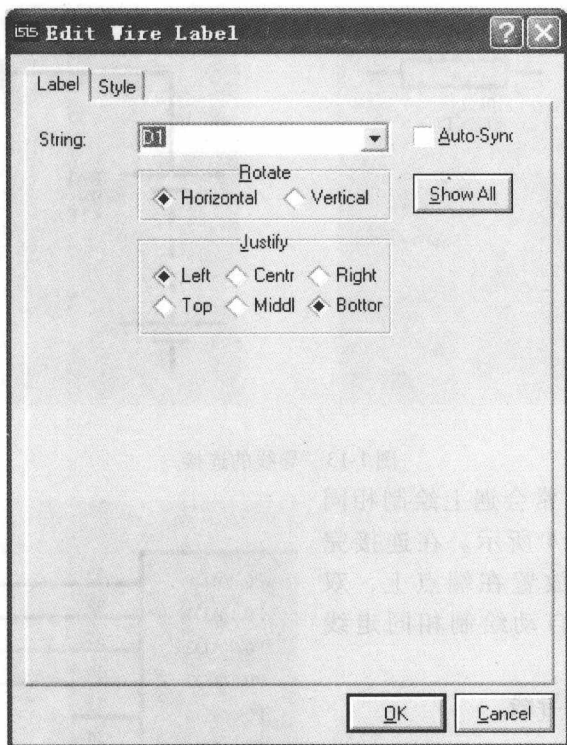 isis Edit Wire Label
Label Style
String: D1 Auto-Sync
Rotate
Horizontal Vertical Show All
Justify
Left Centr Right
Top Middl Bottor
OK Cancel